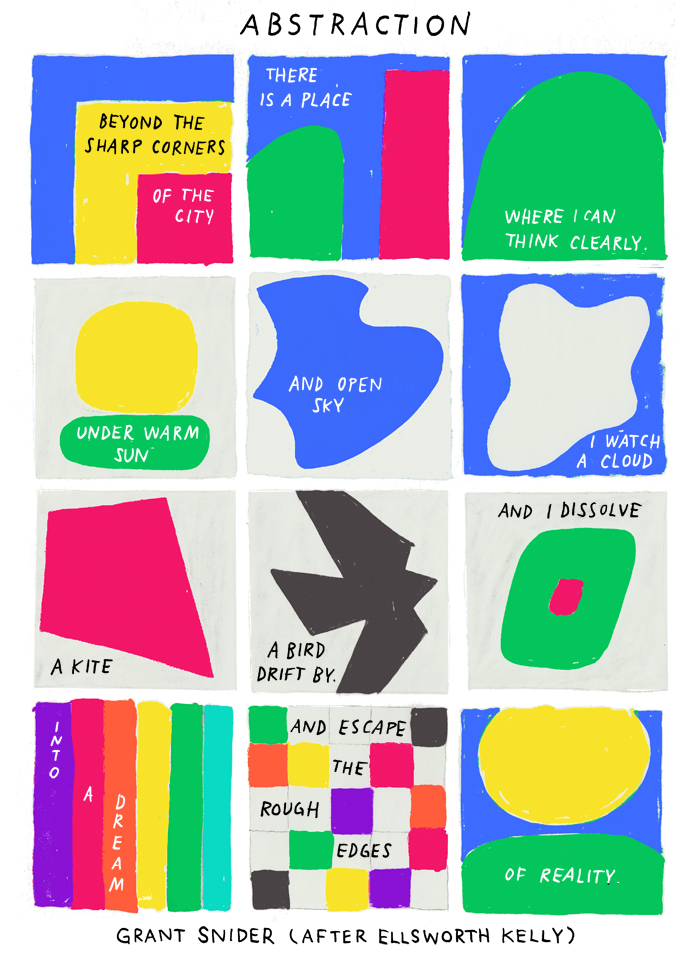 ABSTRACTION
BEYOND THE
SHARP CORNERS
OF THE
CITY
THERE
IS A PLACE
WHERE I CAN
THINK CLEARLY.
UNDER WARM
SUN
AND OPEN
SKY
I WATCH
A CLOUD
A KITE
A BIRD
DRIFT BY.
AND I DISSOLVE
INTO
A
DREAM
AND ESCAPE
THE
ROUGH
EDGES
OF REALITY.
GRANT SNIDER (AFTER ELLSWORTH KELLY)